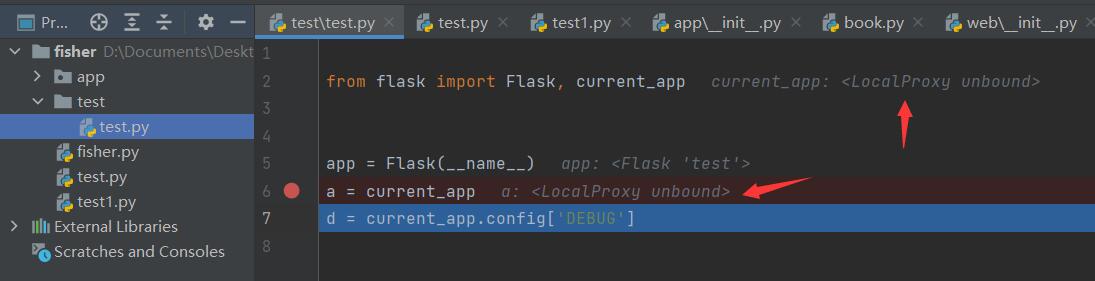 Pr...
test\test.py
test.py
test1.py
app\__init__.py
book.py
web\__init__.py
fisher D:\Documents\Deskt
app
test
test.py
fisher.py
test.py
test1.py
External Libraries
Scratches and Consoles
1
2 from flask import Flask, current_app current_app: <LocalProxy unbound>
3
4
5 app = Flask(__name__) app: <Flask 'test'>
6 a = current_app a: <LocalProxy unbound>
7 d = current_app.config['DEBUG']
8